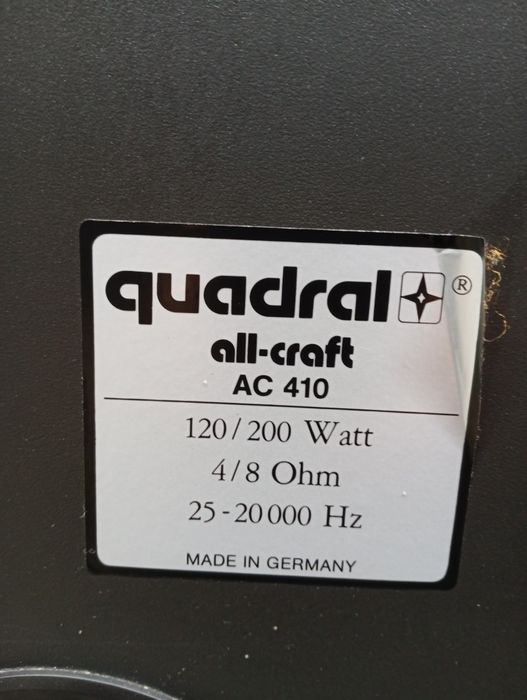 quadral ®
all-craft
AC 410
120/200 Watt
4/8 Ohm
25-20000 Hz
MADE IN GERMANY